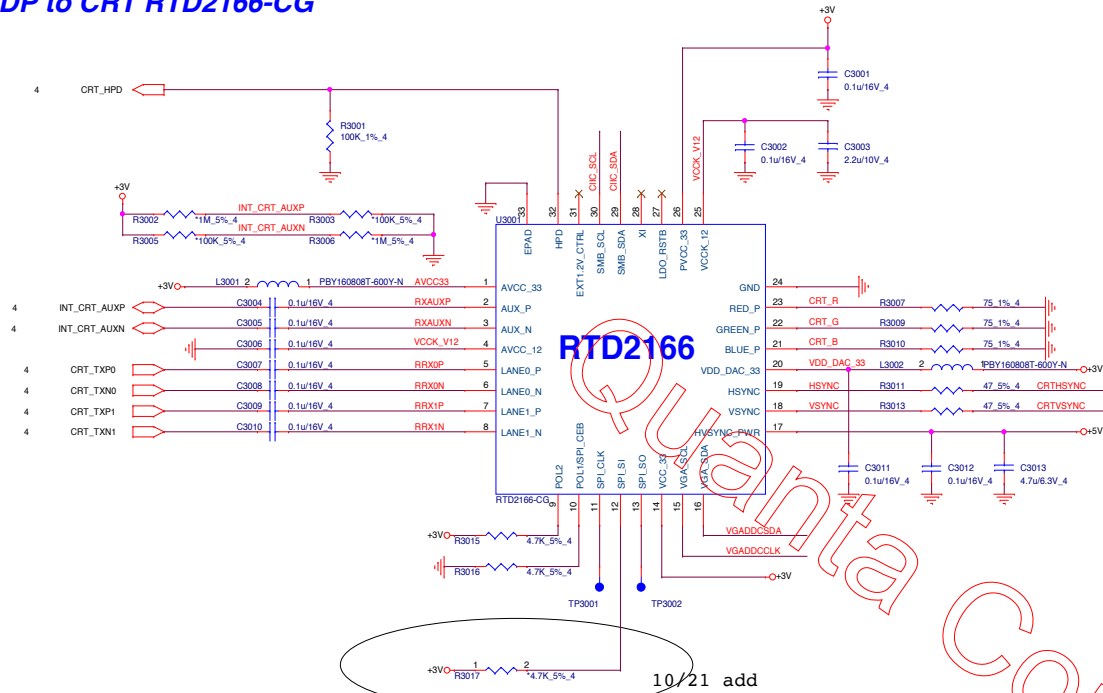 DP to CRT RTD2166-CG
+3V
C3001
0.1u/16V_4
4 CRT_HPD
R3001
100K_1%_4
CIIC_SCL
CIIC_SDA
VCCK_V12
C3002
0.1u/16V_4
C3003
2.2u/10V_4
+3V
INT_CRT_AUXP
R3002 *1M_5%_4 R3003 *100K_5%_4
INT_CRT_AUXN
R3005 *100K_5%_4 R3006 *1M_5%_4
U3001
33 32 31 30 29 28 27 26 25
EPAD HPD EXT1.2V_CTRL SMB_SCL SMB_SDA XI LDO_RSTB PVCC_33 VCCK_12
+3V L3001 2 1 PBY160808T-600Y-N AVCC33 1 AVCC_33
4 INT_CRT_AUXP C3004 0.1u/16V_4 RXAUXP 2 AUX_P
4 INT_CRT_AUXN C3005 0.1u/16V_4 RXAUXN 3 AUX_N
C3006 0.1u/16V_4 VCCK_V12 4 AVCC_12
4 CRT_TXP0 C3007 0.1u/16V_4 RRX0P 5 LANE0_P
4 CRT_TXN0 C3008 0.1u/16V_4 RRX0N 6 LANE0_N
4 CRT_TXP1 C3009 0.1u/16V_4 RRX1P 7 LANE1_P
4 CRT_TXN1 C3010 0.1u/16V_4 RRX1N 8 LANE1_N
RTD2166
GND 24
RED_P 23 CRT_R R3007 75_1%_4
GREEN_P 22 CRT_G R3009 75_1%_4
BLUE_P 21 CRT_B R3010 75_1%_4
VDD_DAC_33 20 VDD_DAC_33 L3002 2 1 PBY160808T-600Y-N +3V
HSYNC 19 HSYNC R3011 47_5%_4 CRTHSYNC
VSYNC 18 VSYNC R3013 47_5%_4 CRTVSYNC
HVSYNC_PWR 17 +5V
C3011
0.1u/16V_4
C3012
0.1u/16V_4
C3013
4.7u/6.3V_4
POL2 POL1/SPI_CEB SPI_CLK SPI_SI SPI_SO VCC_33 VGA_SCL VGA_SDA
RTD2166-CG
9 10 11 12 13 14 15 16
VGADDCSDA
VGADDCCLK
+3V R3015 4.7K_5%_4
R3016 4.7K_5%_4
+3V
TP3001
TP3002
+3V 1 2
R3017 *4.7K_5%_4
10/21 add
Quanta